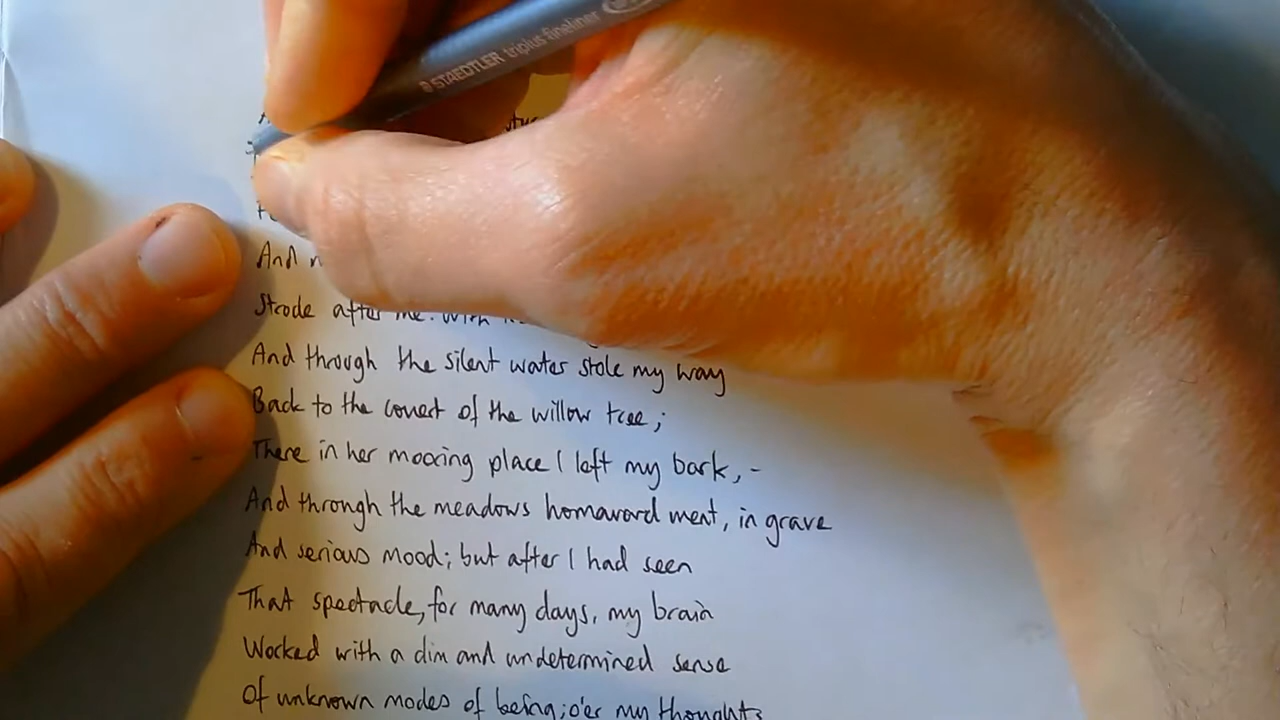 STAEDTLER triplus fineliner
And
Strode after me. with
And through the silent water stole my way
Back to the covert of the willow tree;
There in her mooring place I left my bark, -
And through the meadows homeward went, in grave
And serious mood; but after I had seen
That spectacle, for many days, my brain
Worked with a dim and undetermined sense
Of unknown modes of being; o'er my thoughts